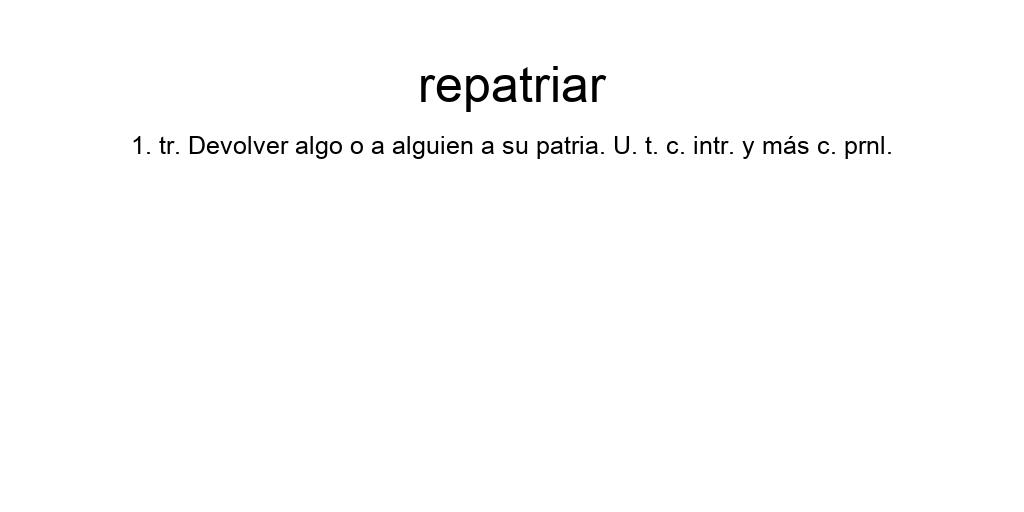 repatriar
1. tr. Devolver algo o a alguien a su patria. U. t. c. intr. y más c. prnl.